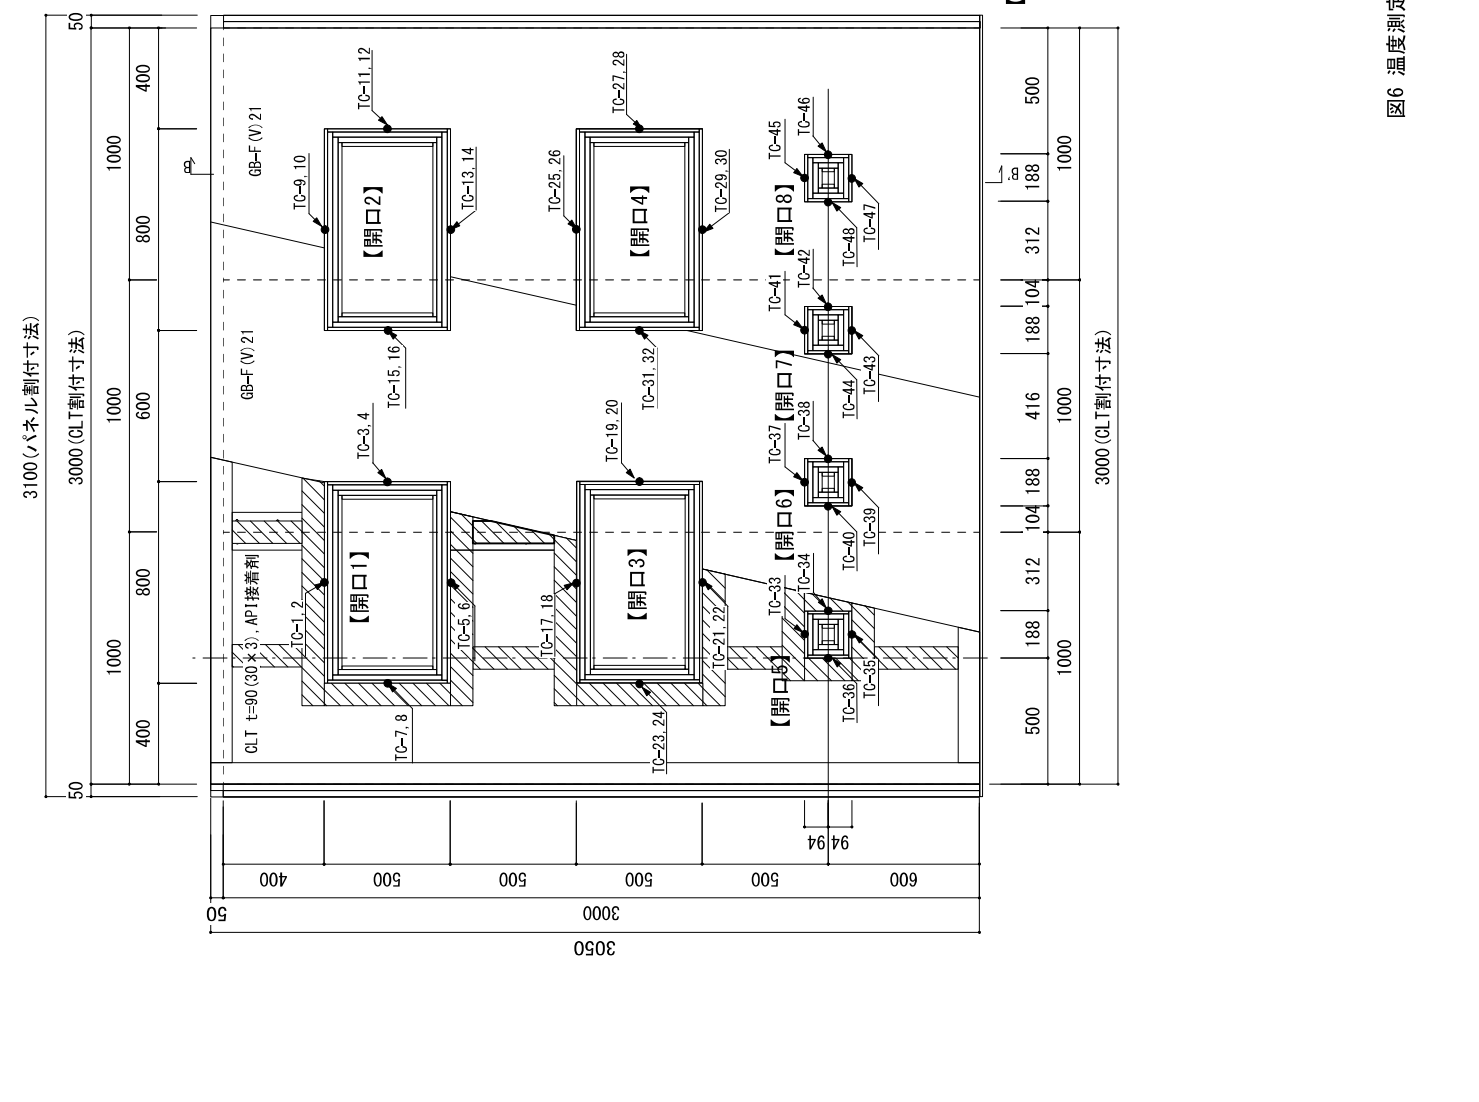 図6 温度測定
3100(パネル割付寸法)
3000(CLT割付寸法)
50
50
1000
1000
1000
400
800
600
800
400
GB-F(V)21
GB-F(V)21
CLT t=90(30×3), API接着剤
B
B'
【開口1】
【開口2】
【開口3】
【開口4】
【開口5】
【開口6】
【開口7】
【開口8】
TC-1, 2
TC-3, 4
TC-5, 6
TC-7, 8
TC-9, 10
TC-11, 12
TC-13, 14
TC-15, 16
TC-17, 18
TC-19, 20
TC-21, 22
TC-23, 24
TC-25, 26
TC-27, 28
TC-29, 30
TC-31, 32
TC-33
TC-34
TC-35
TC-36
TC-37
TC-38
TC-39
TC-40
TC-41
TC-42
TC-43
TC-44
TC-45
TC-46
TC-47
TC-48
500
188
312
104
188
416
188
104
312
188
500
1000
1000
1000
3000(CLT割付寸法)
94
94
400
500
500
500
500
600
50
3000
3050